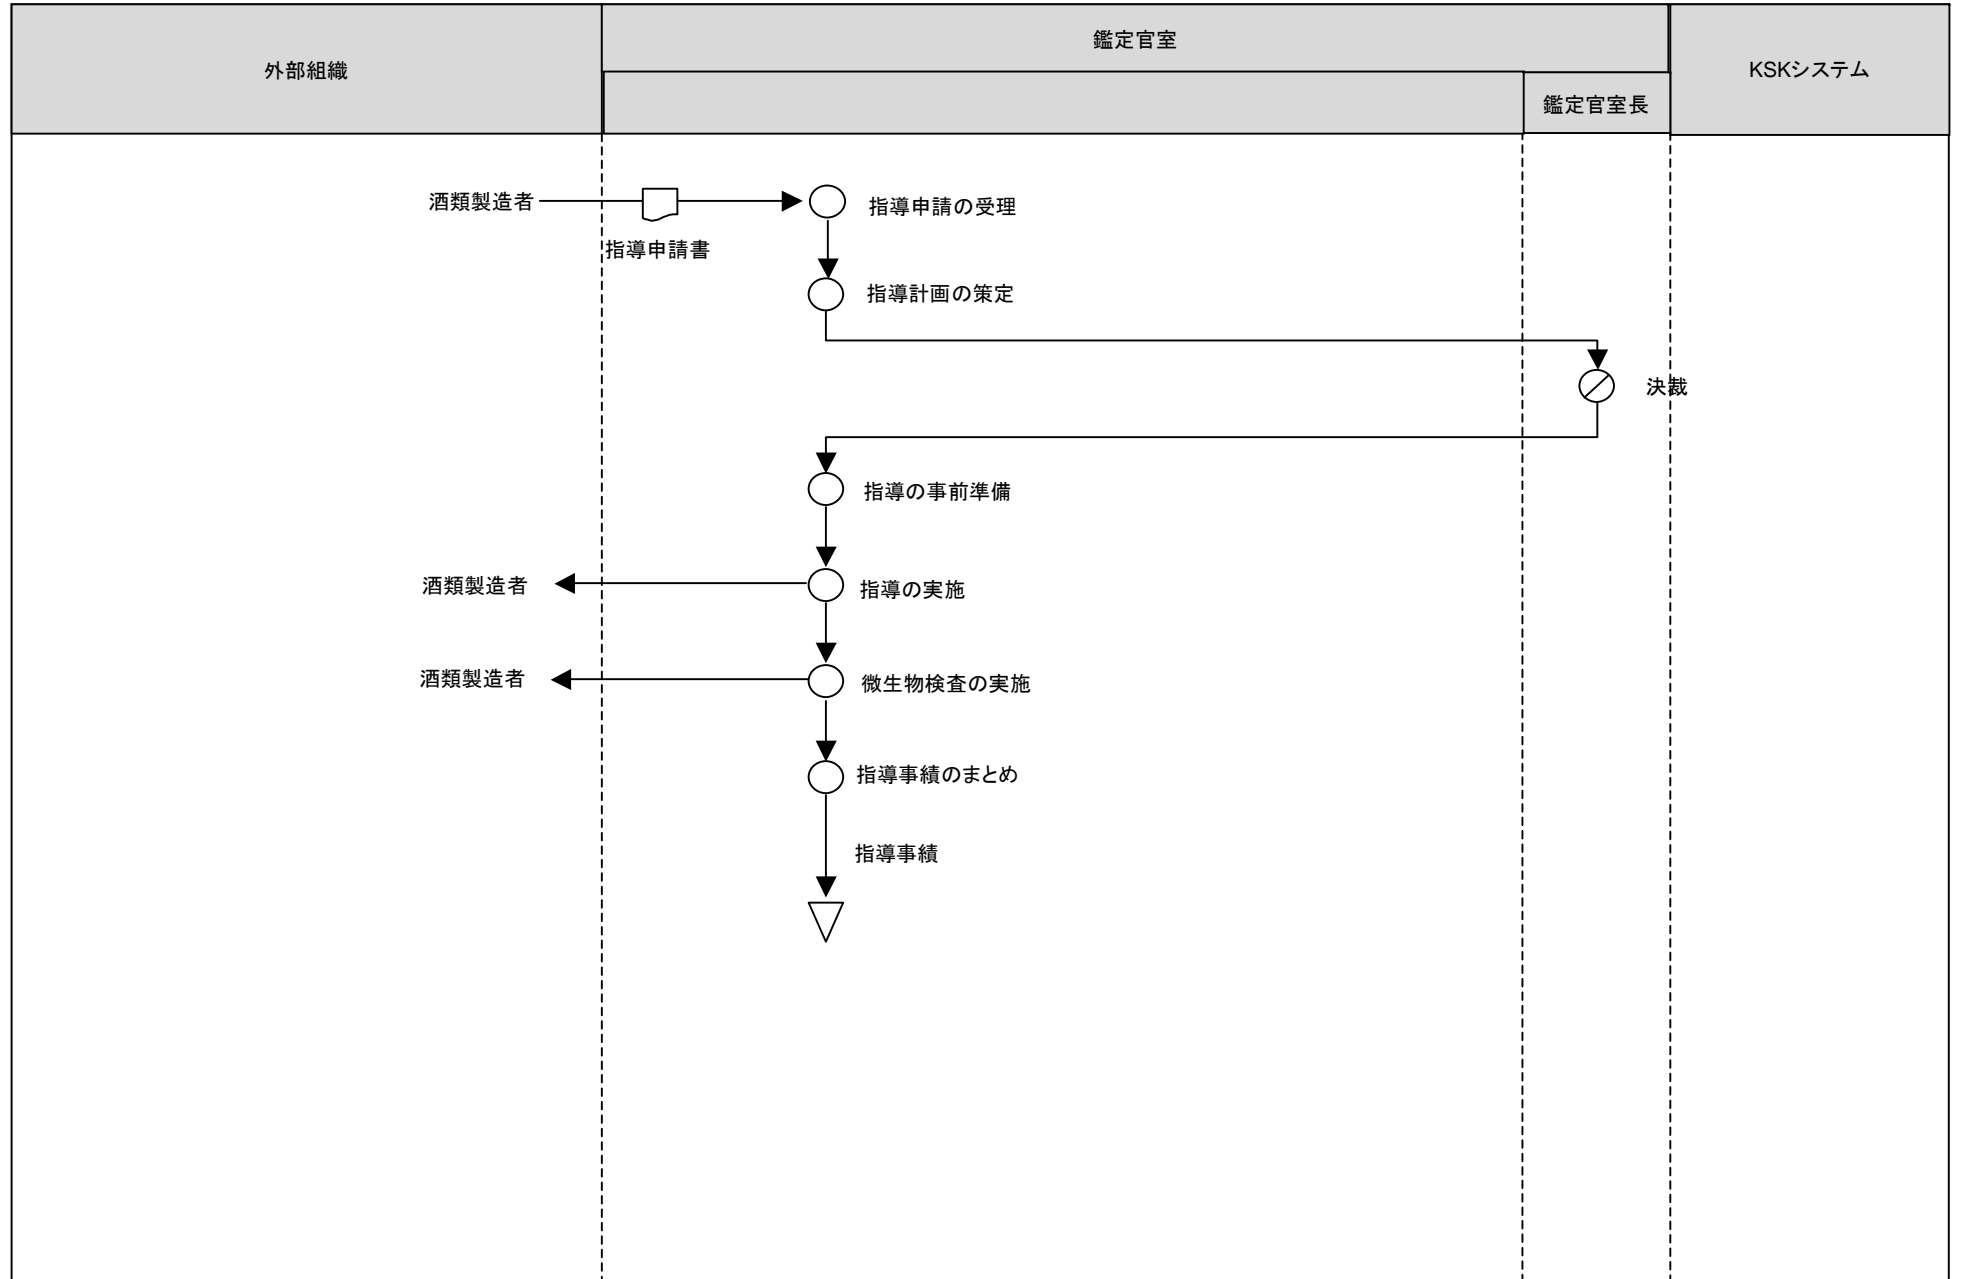 外部組織
鑑定官室
鑑定官室長
KSKシステム
酒類製造者
指導申請書
指導申請の受理
指導計画の策定
決裁
指導の事前準備
酒類製造者
指導の実施
酒類製造者
微生物検査の実施
指導事績のまとめ
指導事績